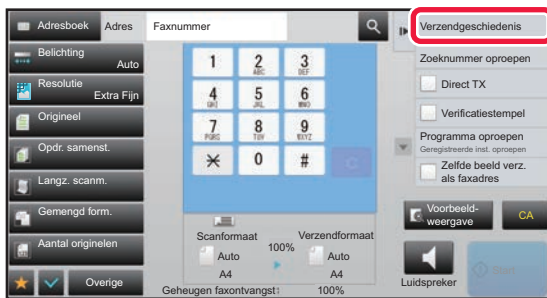 Adresboek
Adres
Faxnummer
Verzendgeschiedenis
Belichting
Auto
Resolutie
Extra Fijn
Origineel
Opdr. samenst.
Langz. scanm.
Gemengd form.
Aantal originelen
Overige
1
2
ABC
3
DEF
4
GHI
5
JKL
6
MNO
7
PQRS
8
TUV
9
WXYZ
0
#
C
Scanformaat
Auto
A4
100%
Verzendformaat
Auto
A4
Geheugen faxontvangst:
100%
Zoeknummer oproepen
Direct TX
Verificatiestempel
Programma oproepen
Geregistreerde inst. oproepen
Zelfde beeld verz.
als faxadres
Voorbeeld-
weergave
CA
Luidspreker
Start